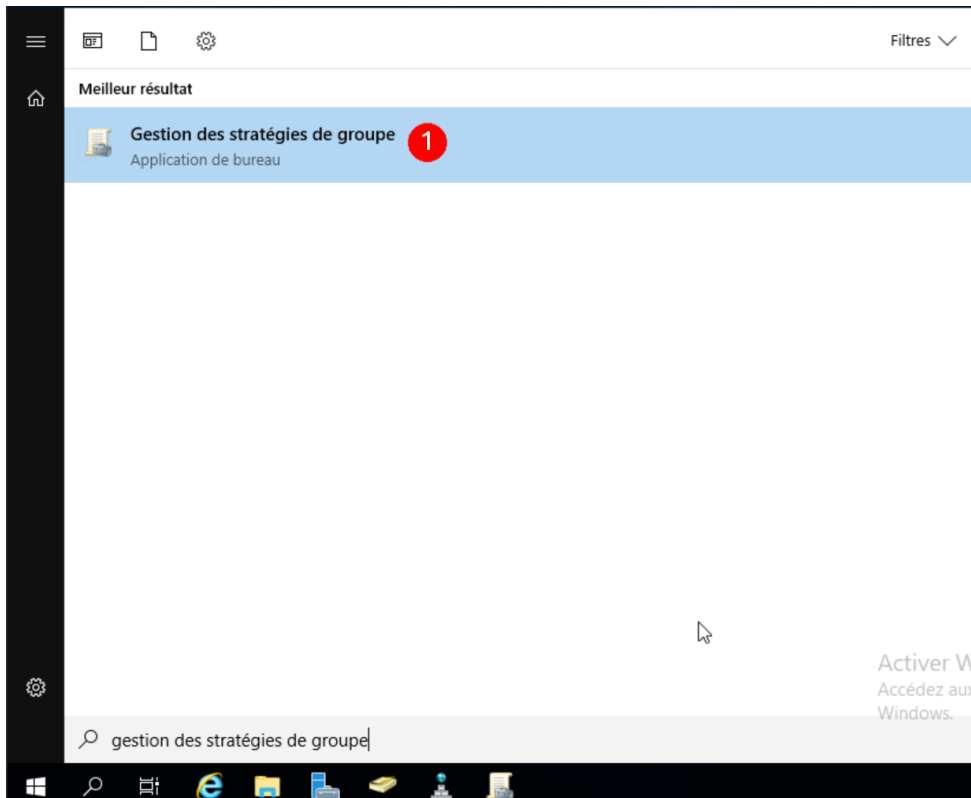 Filtres
Meilleur résultat
Gestion des stratégies de groupe 1
Application de bureau
Activer W
Accédez aux
Windows.
gestion des stratégies de groupe